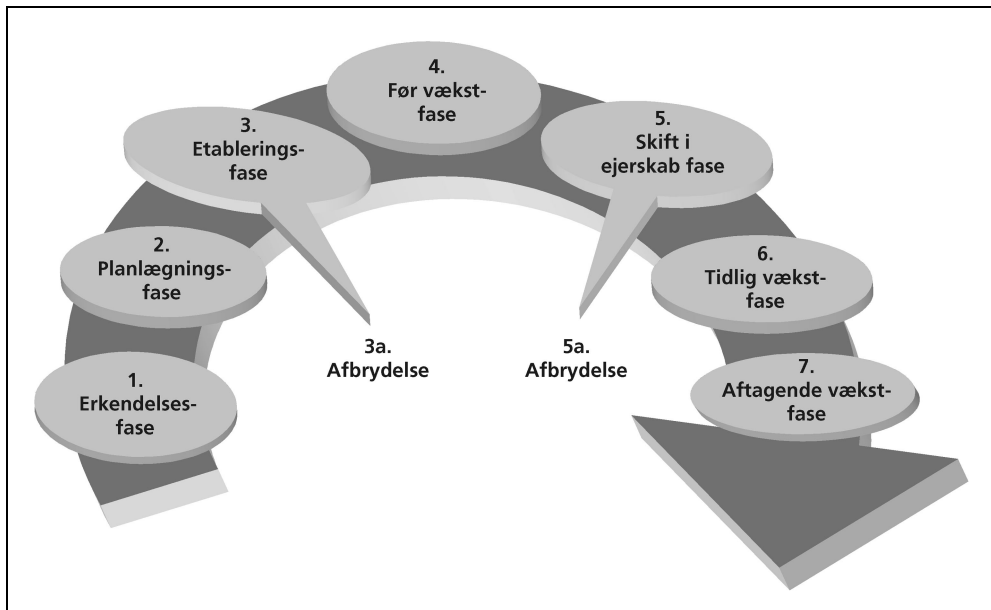 1.
Erkendelses-
fase
2.
Planlægnings-
fase
3.
Etablerings-
fase
3a.
Afbrydelse
4.
Før vækst-
fase
5.
Skift i
ejerskab fase
5a.
Afbrydelse
6.
Tidlig vækst-
fase
7.
Aftagende vækst-
fase